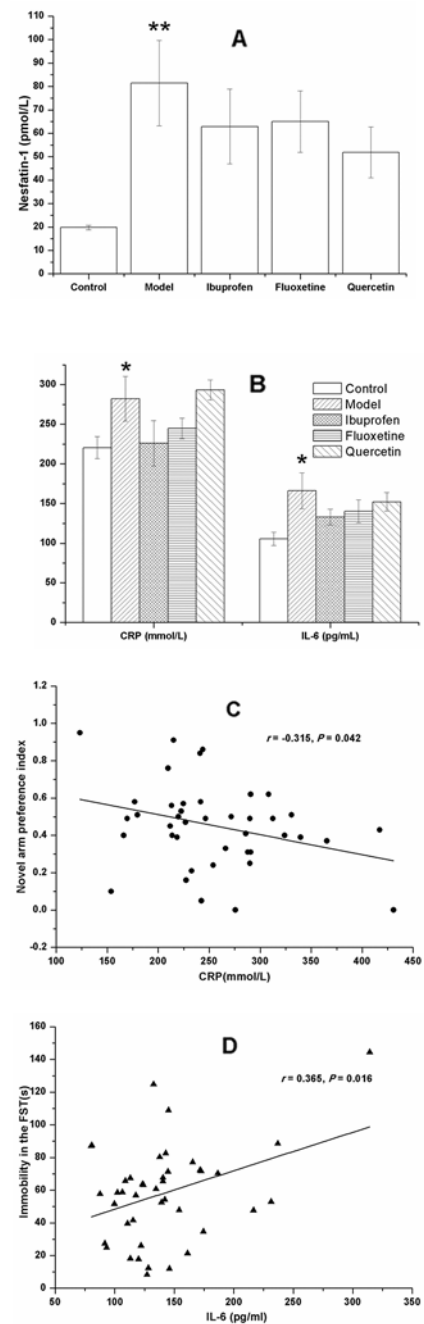 **
A
Nesfatin-1 (pmol/L)
110
100
90
80
70
60
50
40
30
20
10
0
Control Model Ibuprofen Fluoxetine Quercetin
B
*
*
Control
Model
Ibuprofen
Fluoxetine
Quercetin
300
250
200
150
100
50
0
CRP (mmol/L) IL-6 (pg/mL)
C
r = -0.315, P = 0.042
Novel arm preference index
1.2
1.0
0.8
0.6
0.4
0.2
0.0
-0.2
100 150 200 250 300 350 400 450
CRP(mmol/L)
D
r = 0.365, P = 0.016
Immobility in the FST(s)
160
140
120
100
80
60
40
20
0
50 100 150 200 250 300 350
IL-6 (pg/ml)